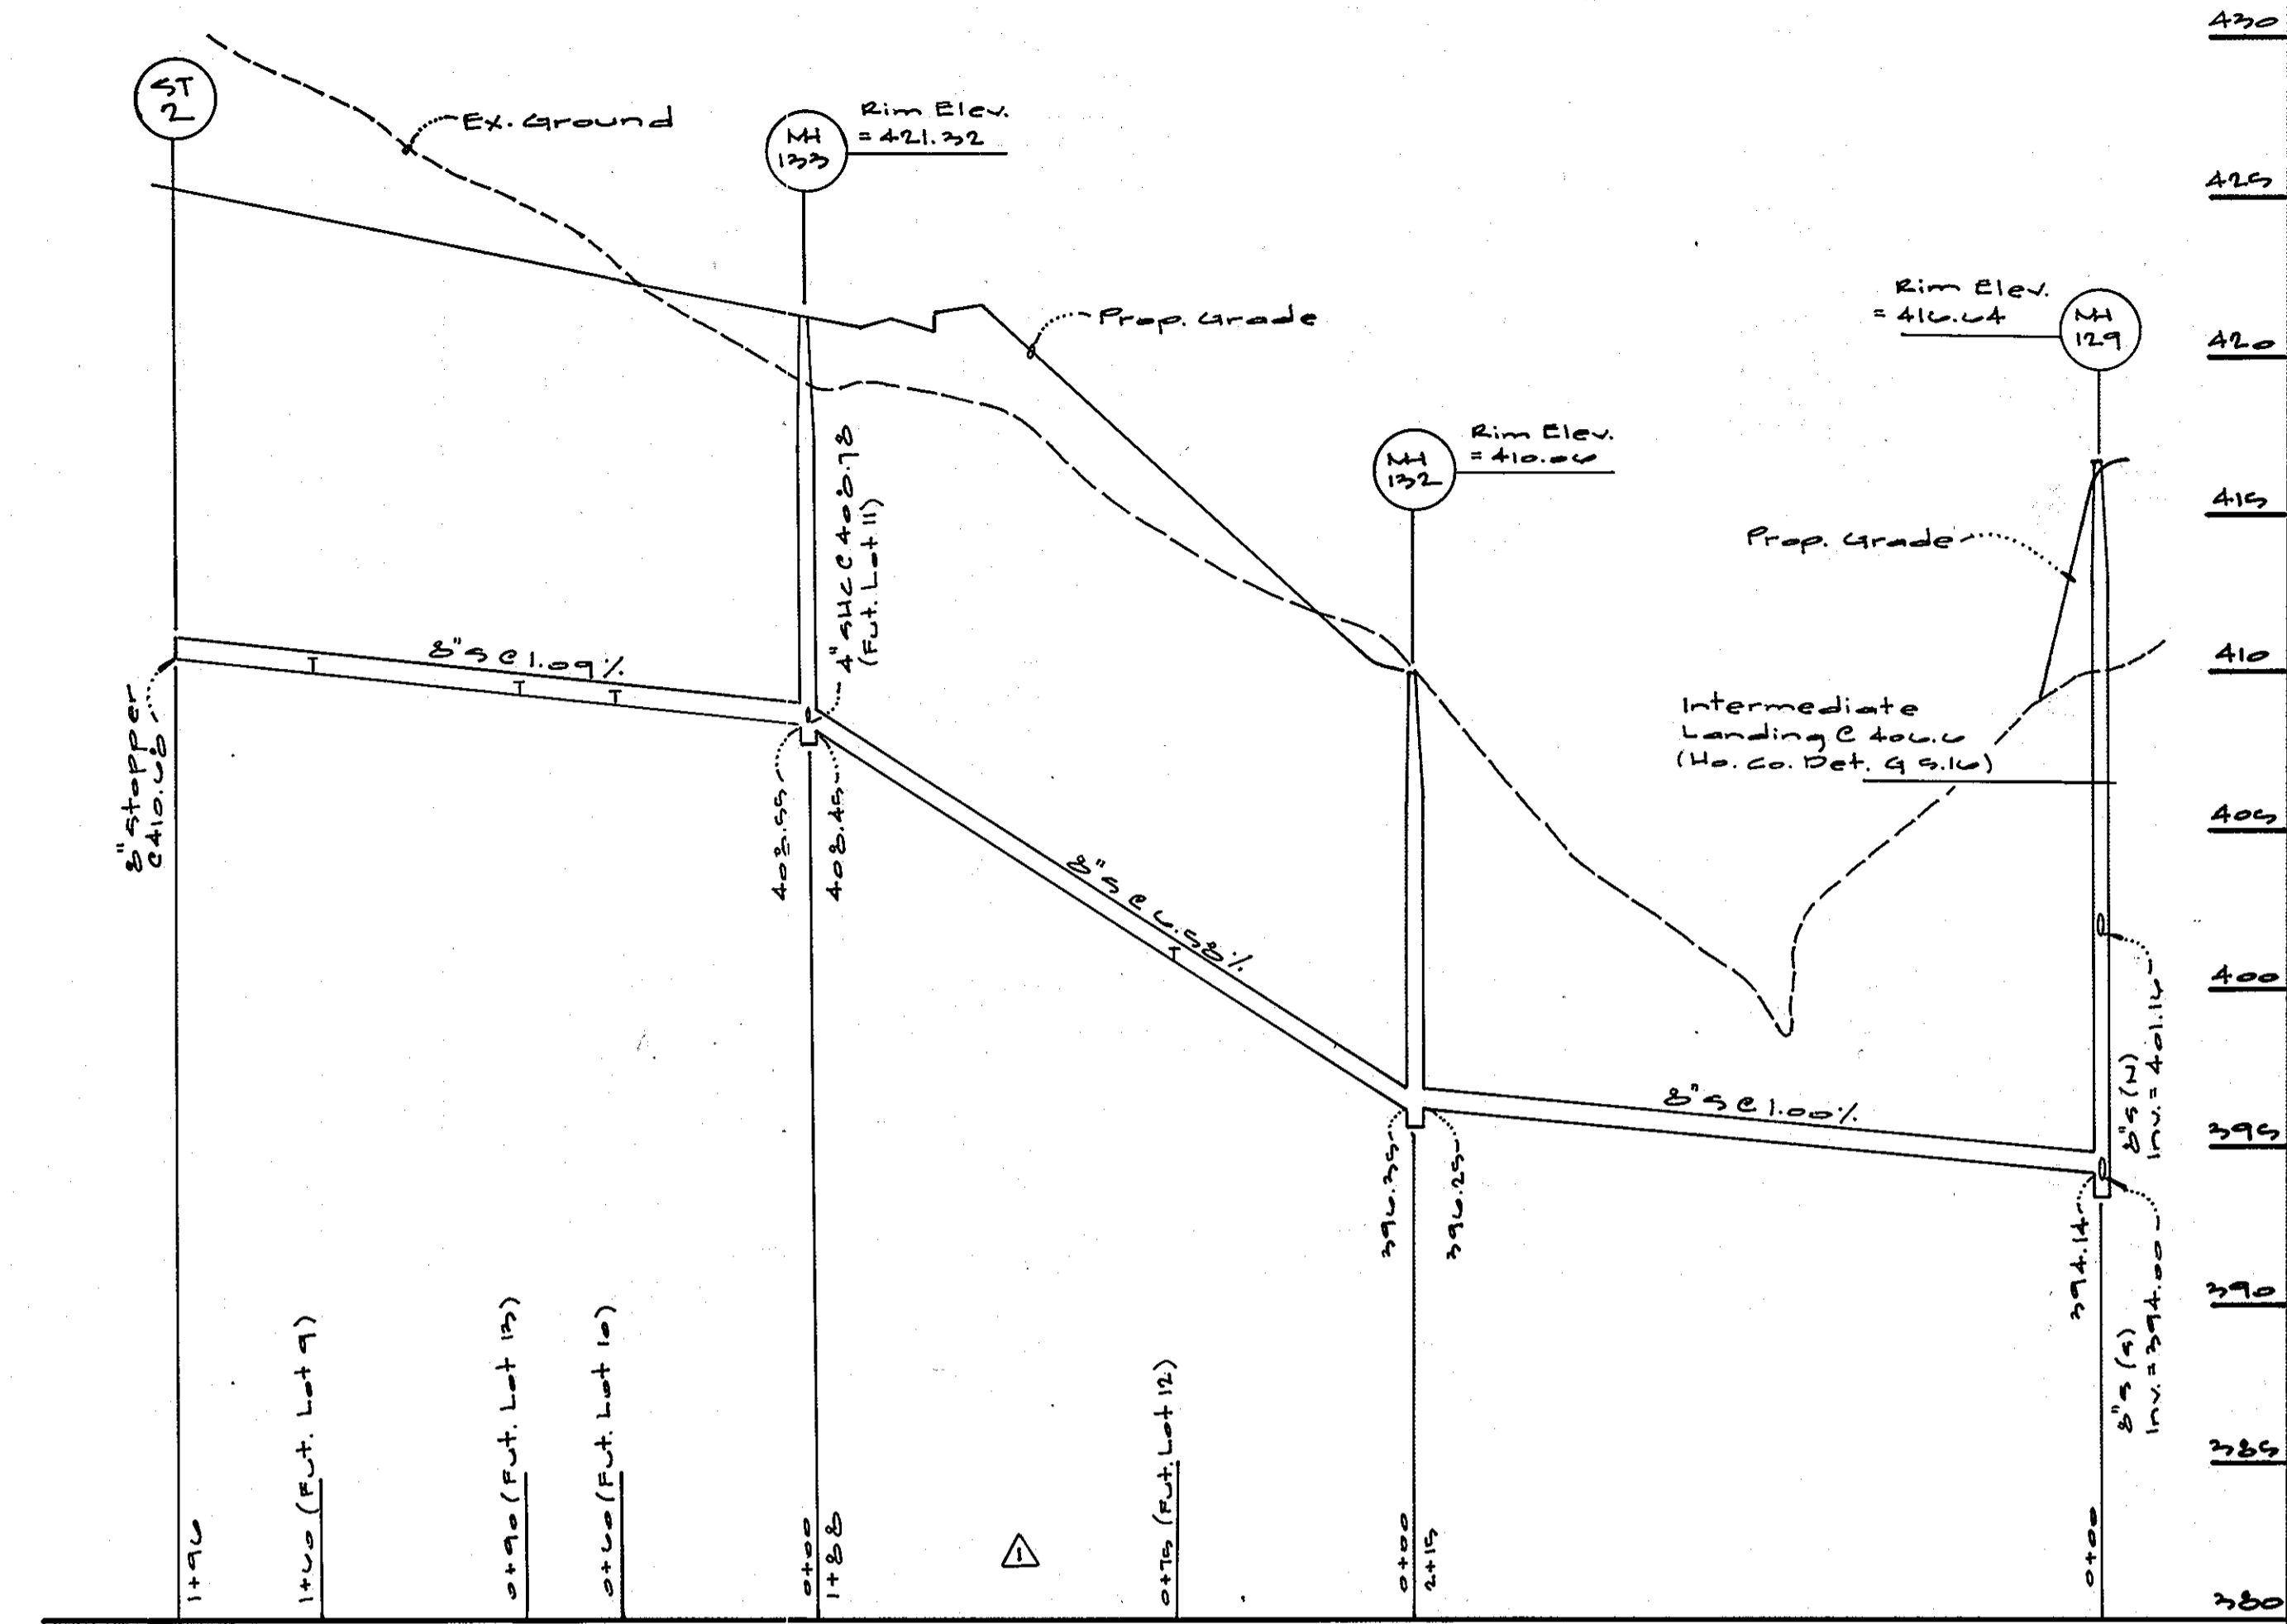 ST
2
Ex. Ground
MH
133
Rim Elev.
= 421.32
Prop. Grade
MH
132
Rim Elev.
= 410.06
Rim Elev.
= 416.64
MH
129
Prop. Grade
Intermediate
Landing @ 406.6
(Ho. Co. Det. G 5.16)
8" Stopper
@ 410.68
8" S @ 1.09%
4" SHC @ 408.78
(Fut. Lot 11)
408.55
408.45
8" S @ 6.58%
396.35
396.25
8" S @ 1.00%
8" S (N)
Inv. = 401.16
394.14
8" S (S)
Inv. = 394.00
1+96
1+60 (Fut. Lot 9)
0+90 (Fut. Lot 13)
0+60 (Fut. Lot 10)
0+00
1+88
1
0+75 (Fut. Lot 12)
0+00
2+15
0+00
430
425
420
415
410
405
400
395
390
385
380